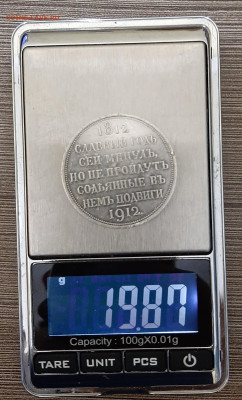 1812
СЛАВНЫЙ ГОДЪ
СЕЙ МИНУЛЪ,
НО НЕ ПРОЙДУТЪ
СОДѢЯННЫЕ ВЪ
НЕМЪ ПОДВИГИ
1912.
g
19.87
Capacity : 100gX0.01g
TARE
UNIT
PCS